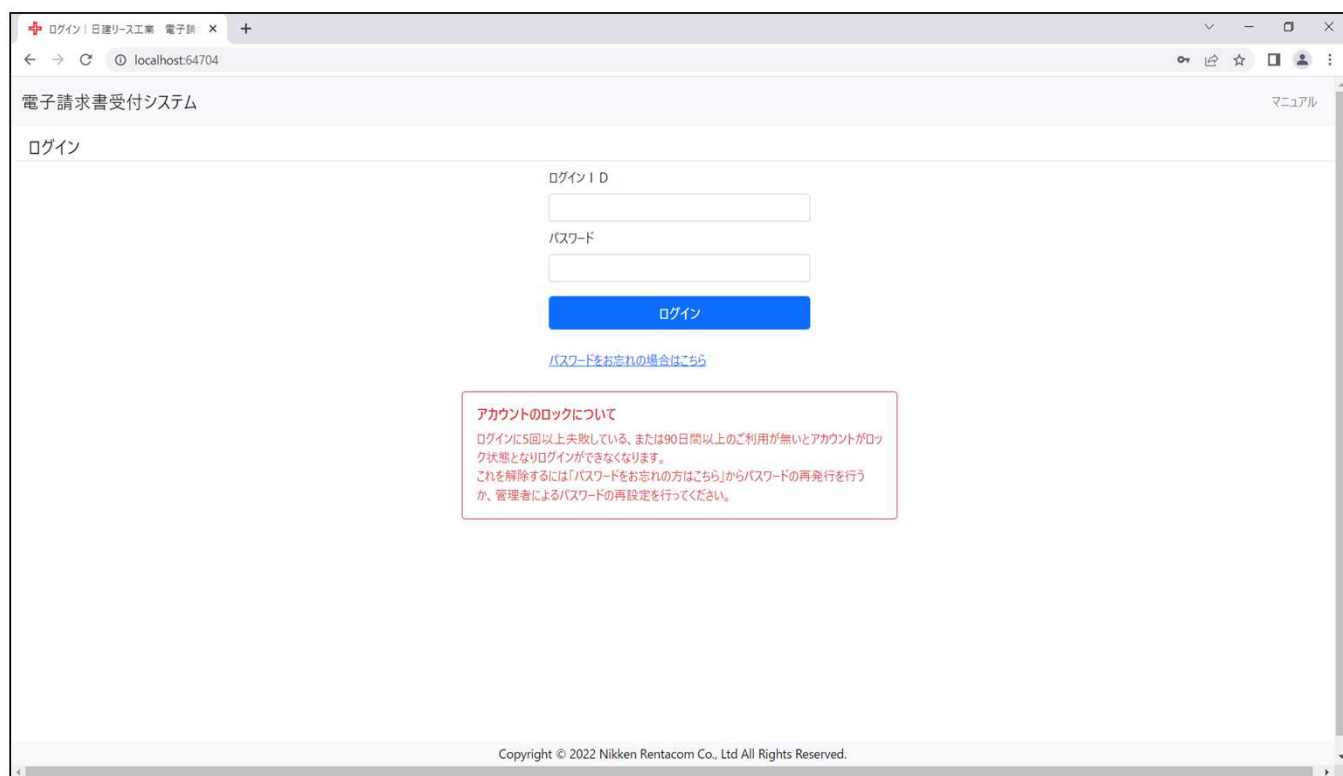 ログイン｜日建リース工業　電子請
localhost:64704
電子請求書受付システム
マニュアル
ログイン
ログインＩＤ
パスワード
ログイン
パスワードをお忘れの場合はこちら
アカウントのロックについて
ログインに5回以上失敗している、または90日間以上のご利用が無いとアカウントがロッ
ク状態となりログインができなくなります。
これを解除するには「パスワードをお忘れの方はこちら」からパスワードの再発行を行う
か、管理者によるパスワードの再設定を行ってください。
Copyright © 2022 Nikken Rentacom Co., Ltd All Rights Reserved.